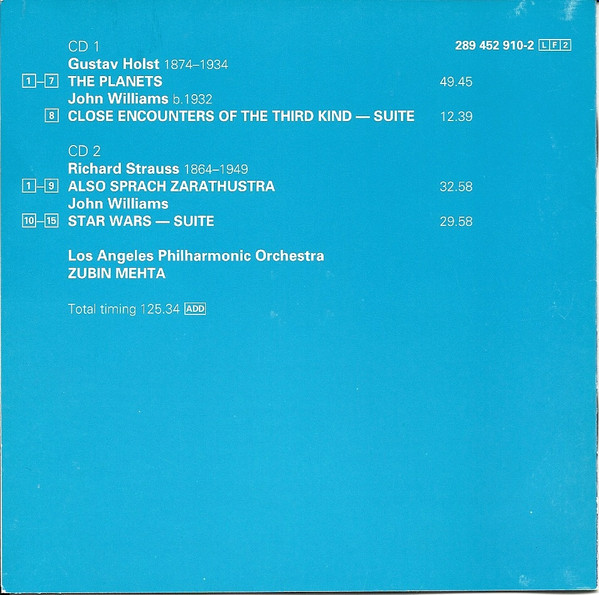 CD 1
289 452 910-2 LF2
Gustav Holst 1874–1934
1–7 THE PLANETS 49.45
John Williams b.1932
8 CLOSE ENCOUNTERS OF THE THIRD KIND — SUITE 12.39
CD 2
Richard Strauss 1864–1949
1–9 ALSO SPRACH ZARATHUSTRA 32.58
John Williams
10–15 STAR WARS — SUITE 29.58
Los Angeles Philharmonic Orchestra
ZUBIN MEHTA
Total timing 125.34 ADD